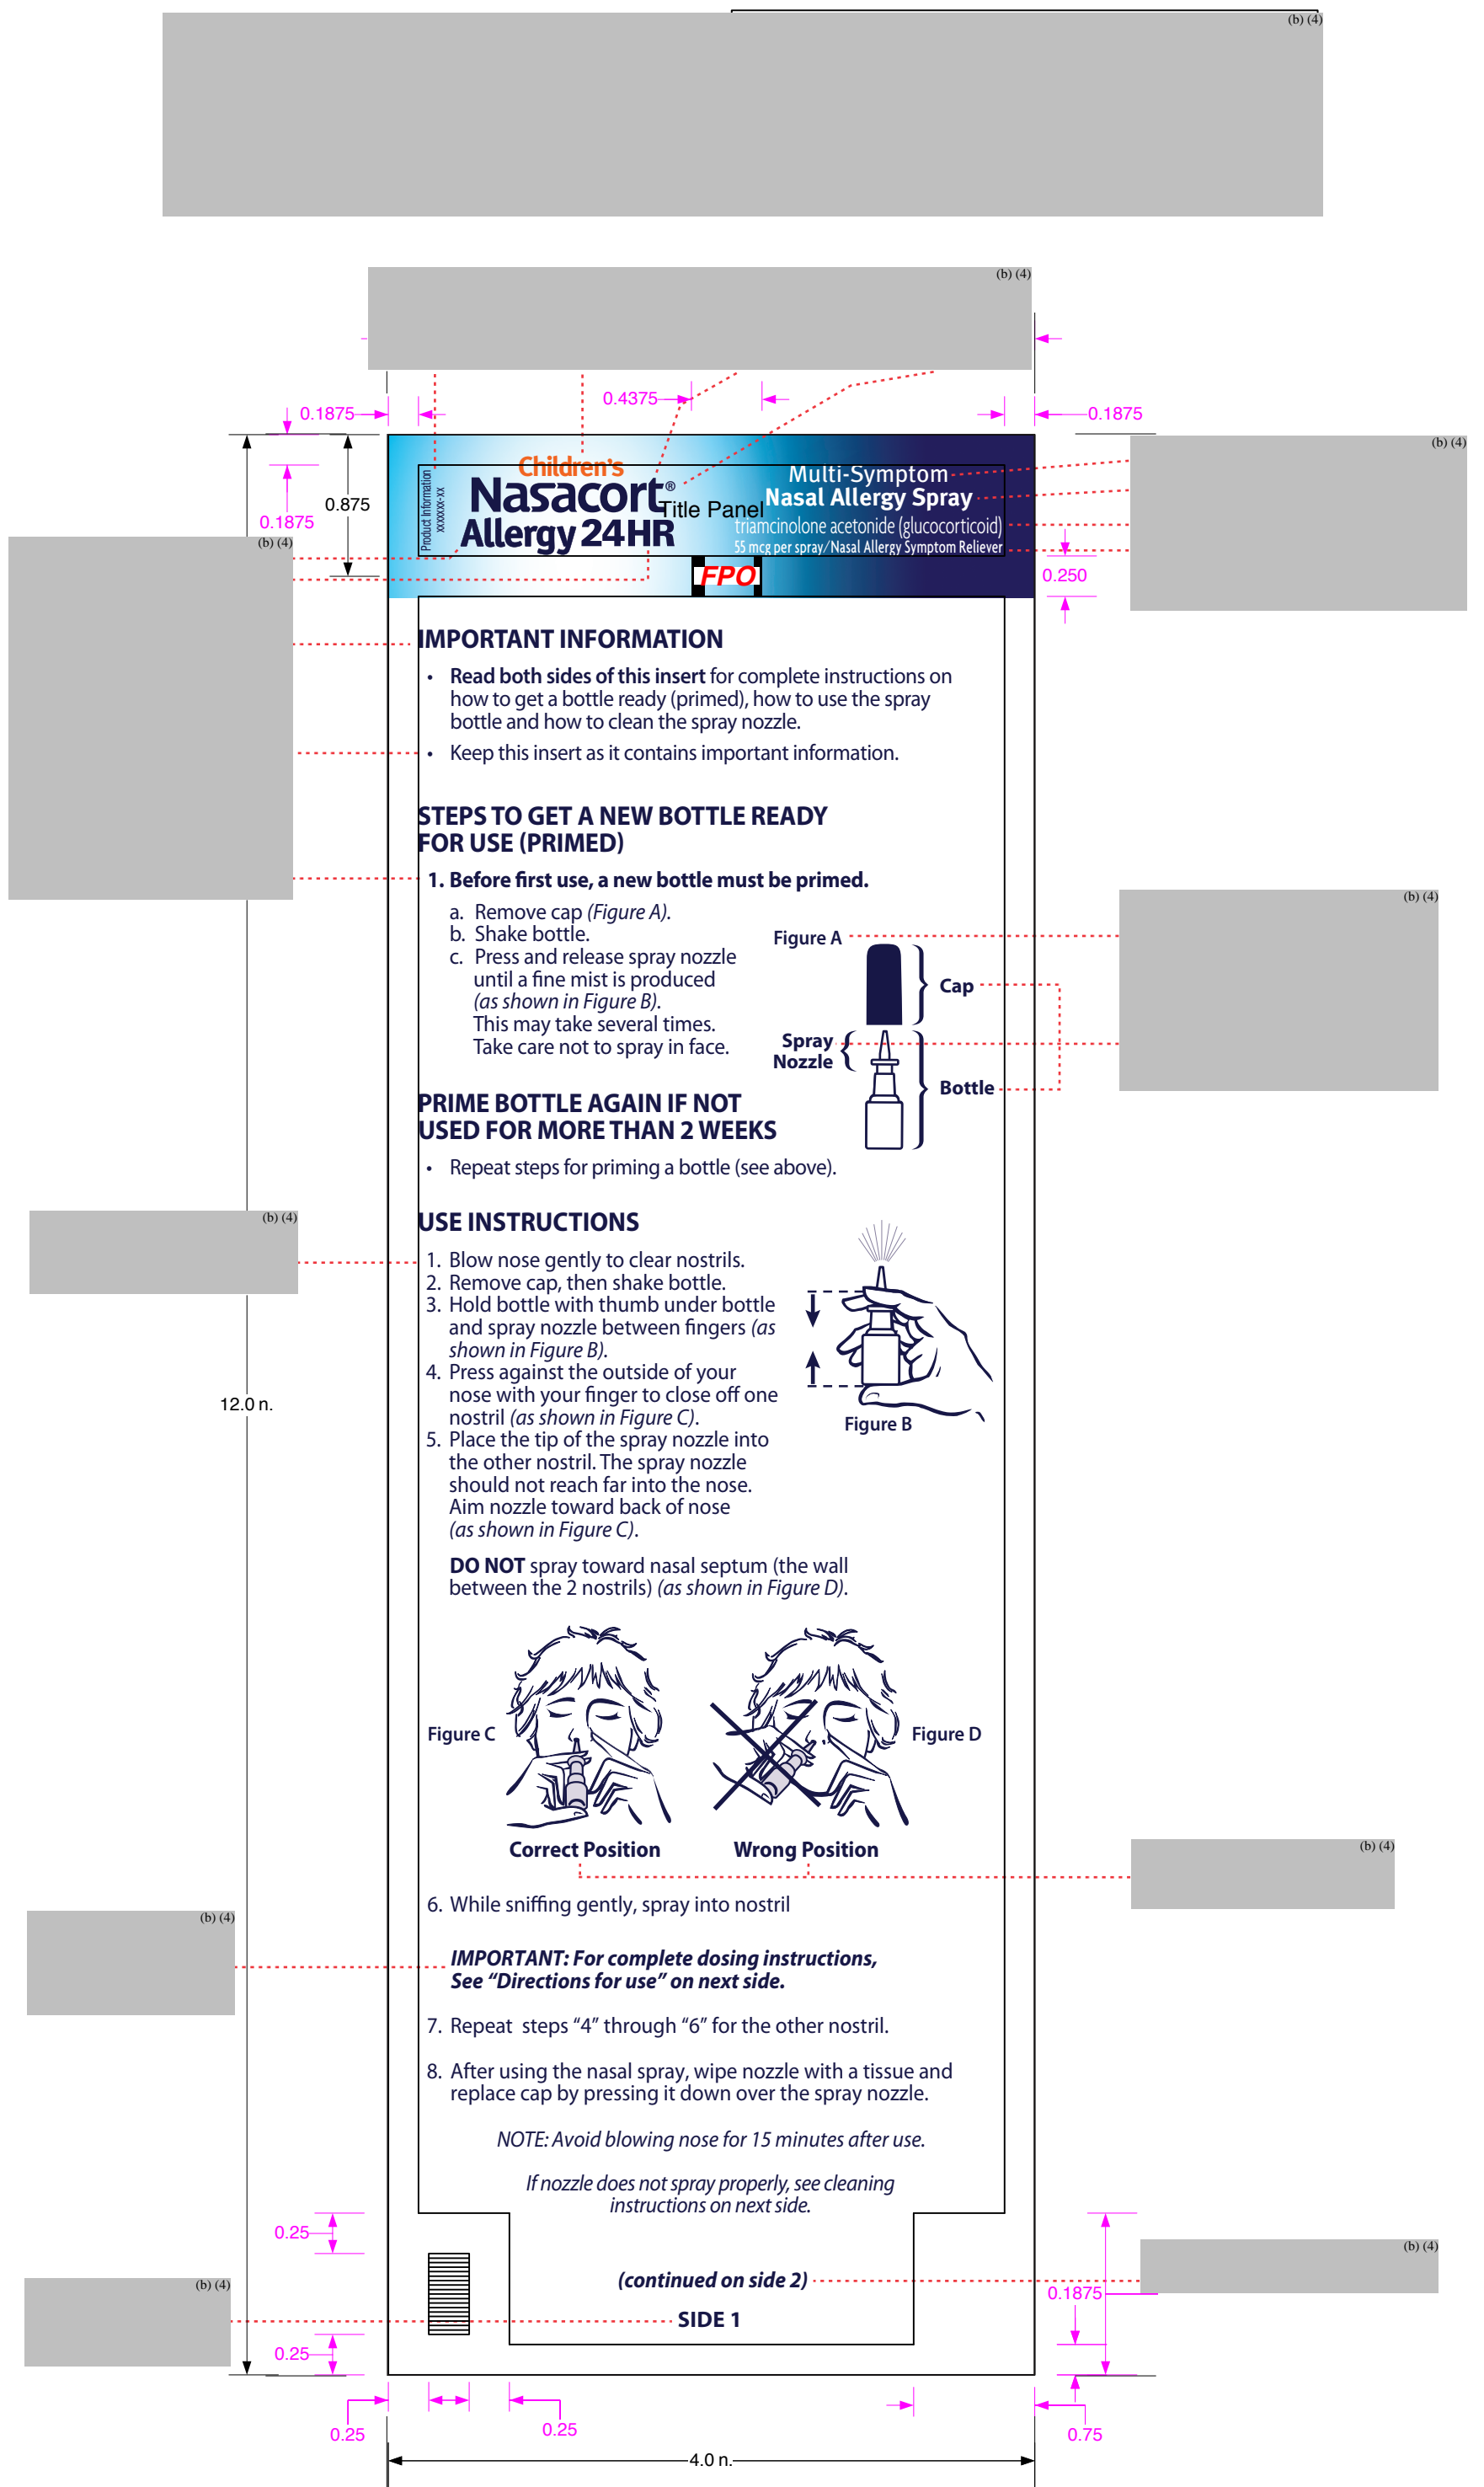 (b) (4)
(b) (4)
0.4375
0.1875
0.1875
0.1875
0.875
(b) (4)
Product Information
xxxxxxx-xx
Children's
Nasacort®
Allergy 24HR
Title Panel
Multi-Symptom
Nasal Allergy Spray
triamcinolone acetonide (glucocorticoid)
55 mcg per spray/Nasal Allergy Symptom Reliever
(b) (4)
FPO
0.250
IMPORTANT INFORMATION
• Read both sides of this insert for complete instructions on
how to get a bottle ready (primed), how to use the spray
bottle and how to clean the spray nozzle.
• Keep this insert as it contains important information.
STEPS TO GET A NEW BOTTLE READY
FOR USE (PRIMED)
1. Before first use, a new bottle must be primed.
a. Remove cap (Figure A).
b. Shake bottle.
c. Press and release spray nozzle
until a fine mist is produced
(as shown in Figure B).
This may take several times.
Take care not to spray in face.
(b) (4)
Figure A
Cap
Spray
Nozzle
Bottle
PRIME BOTTLE AGAIN IF NOT
USED FOR MORE THAN 2 WEEKS
• Repeat steps for priming a bottle (see above).
(b) (4)
USE INSTRUCTIONS
1. Blow nose gently to clear nostrils.
2. Remove cap, then shake bottle.
3. Hold bottle with thumb under bottle
and spray nozzle between fingers (as
shown in Figure B).
4. Press against the outside of your
nose with your finger to close off one
nostril (as shown in Figure C).
5. Place the tip of the spray nozzle into
the other nostril. The spray nozzle
should not reach far into the nose.
Aim nozzle toward back of nose
(as shown in Figure C).
Figure B
12.0 n.
DO NOT spray toward nasal septum (the wall
between the 2 nostrils) (as shown in Figure D).
Figure C
Figure D
Correct Position
Wrong Position
(b) (4)
6. While sniffing gently, spray into nostril
(b) (4)
IMPORTANT: For complete dosing instructions,
See “Directions for use” on next side.
7. Repeat steps “4” through “6” for the other nostril.
8. After using the nasal spray, wipe nozzle with a tissue and
replace cap by pressing it down over the spray nozzle.
NOTE: Avoid blowing nose for 15 minutes after use.
If nozzle does not spray properly, see cleaning
instructions on next side.
0.25
(b) (4)
(continued on side 2)
(b) (4)
0.1875
SIDE 1
0.25
0.25
0.25
0.75
4.0 n.